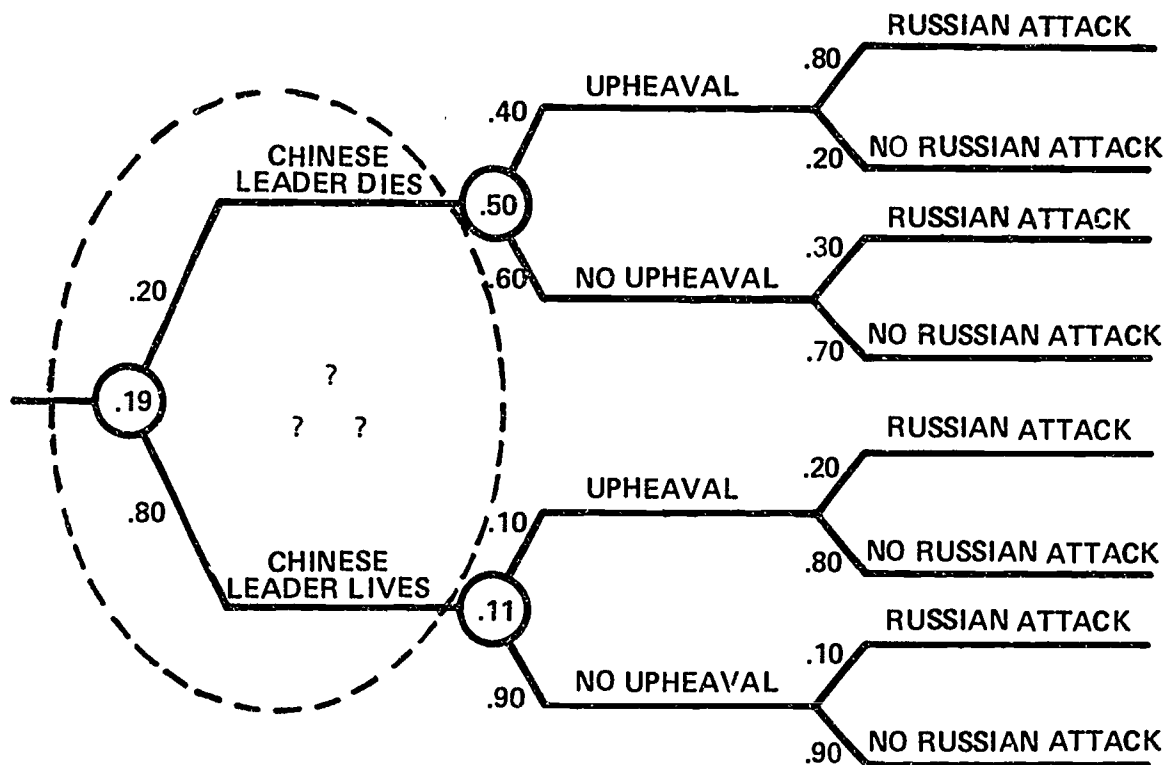 RUSSIAN ATTACK
.80
UPHEAVAL
.40
.20
NO RUSSIAN ATTACK
CHINESE
LEADER DIES
.50
RUSSIAN ATTACK
.30
.60
NO UPHEAVAL
.20
.70
NO RUSSIAN ATTACK
?
.19
? ?
RUSSIAN ATTACK
.20
UPHEAVAL
.80
.10
.80
NO RUSSIAN ATTACK
CHINESE
LEADER LIVES
.11
RUSSIAN ATTACK
.10
.90
NO UPHEAVAL
.90
NO RUSSIAN ATTACK